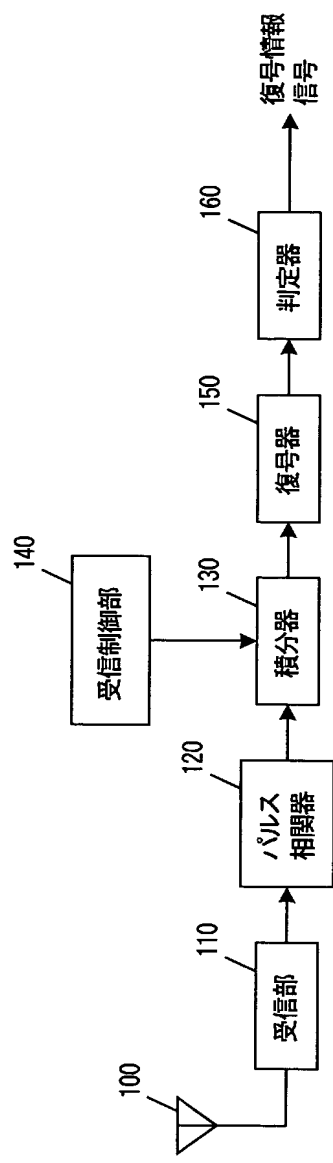 100
110
受信部
120
パルス
相関器
130
積分器
140
受信制御部
150
復号器
160
判定器
復号情報
信号